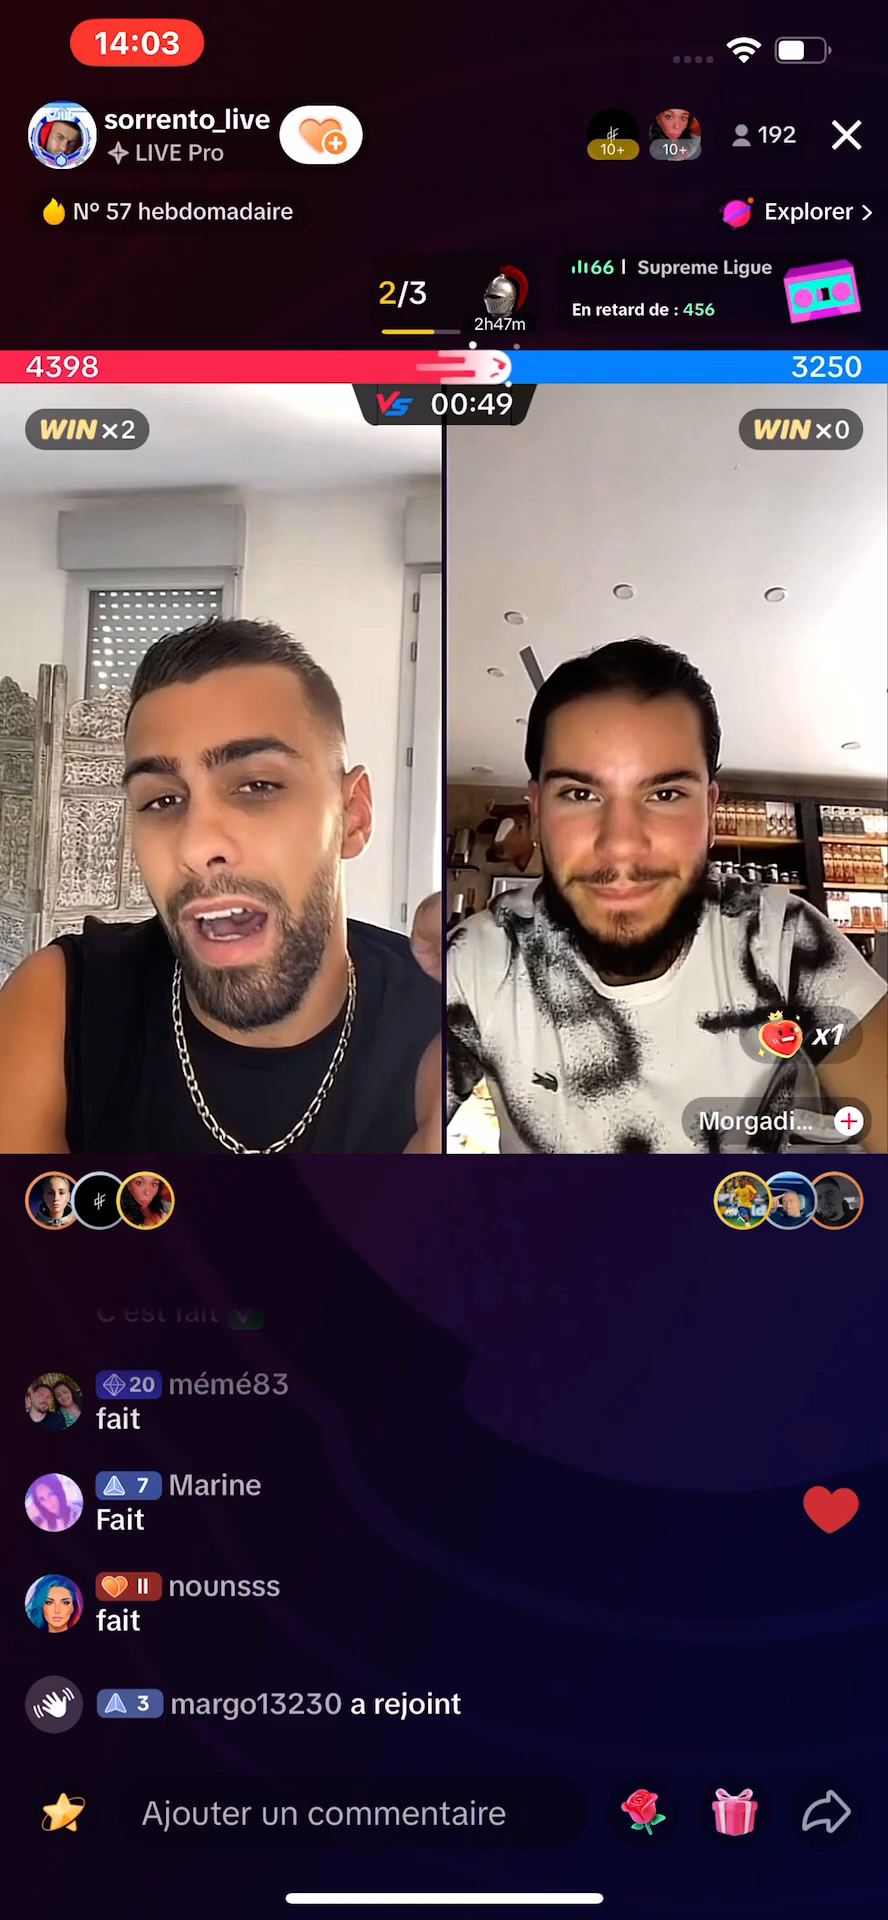 14:03
sorrento_live
LIVE Pro
10+
10+
192
N° 57 hebdomadaire
Explorer
2/3
2h47m
66 | Supreme Ligue
En retard de : 456
4398
3250
VS 00:49
WIN x2
WIN x0
x1
Morgadi...
C'est fait
20 mémé83
fait
7 Marine
Fait
II nounsss
fait
3 margo13230 a rejoint
Ajouter un commentaire